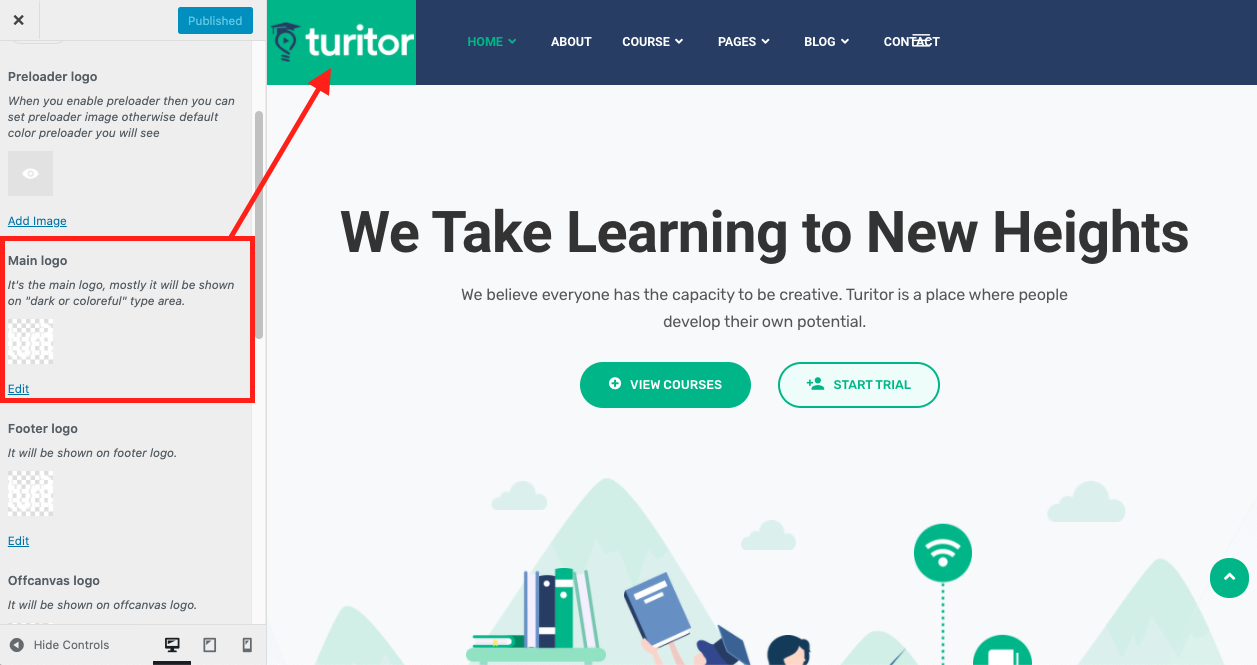 Published
Preloader logo
When you enable preloader then you can
set preloader image otherwise default
color preloader you will see
Add Image
Main logo
It's the main logo, mostly it will be shown
on "dark or coloreful" type area.
Edit
Footer logo
It will be shown on footer logo.
Edit
Offcanvas logo
It will be shown on offcanvas logo.
Hide Controls
turitor
HOME ABOUT COURSE PAGES BLOG CONTACT
We Take Learning to New Heights
We believe everyone has the capacity to be creative. Turitor is a place where people
develop their own potential.
VIEW COURSES START TRIAL